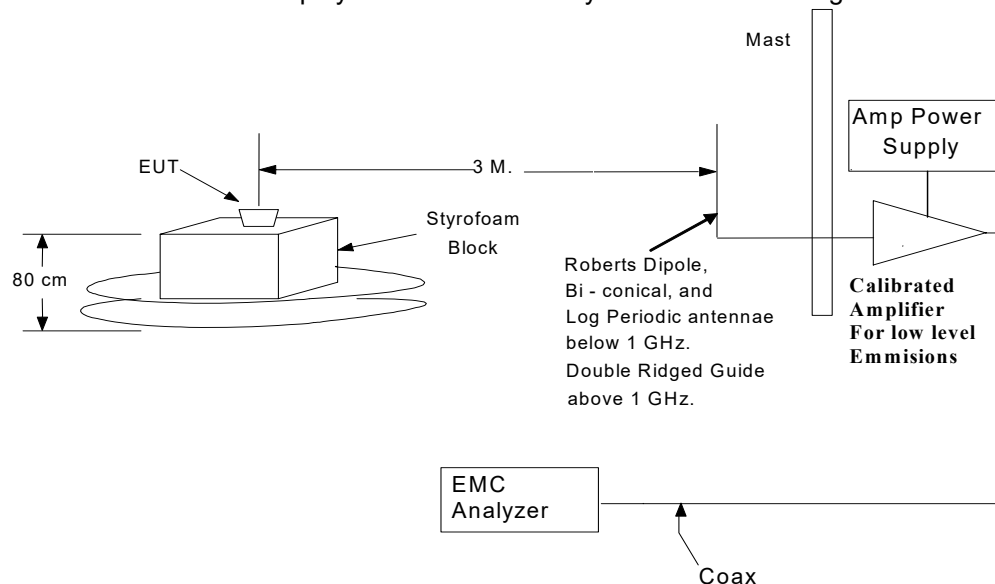 Mast
Amp Power
Supply
EUT
3 M.
Styrofoam
Block
80 cm
Roberts Dipole,
Bi - conical, and
Log Periodic antennae
below 1 GHz.
Double Ridged Guide
above 1 GHz.
Calibrated
Amplifier
For low level
Emmisions
EMC
Analyzer
Coax